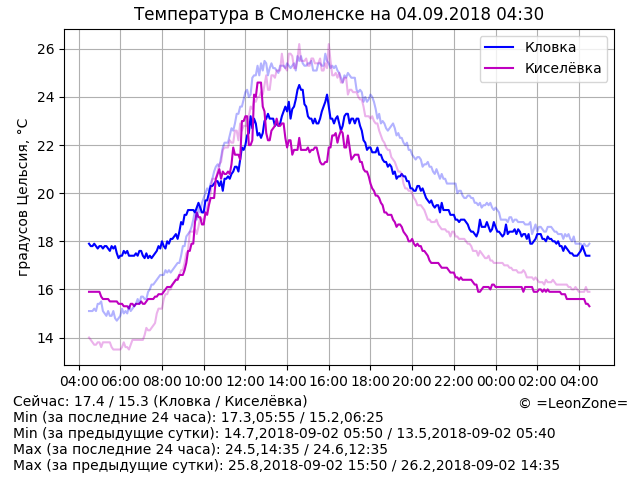 Температура в Смоленске на 04.09.2018 04:30
Кловка
Киселёвка
градусов Цельсия, °C
26
24
22
20
18
16
14
04:00 06:00 08:00 10:00 12:00 14:00 16:00 18:00 20:00 22:00 00:00 02:00 04:00
Сейчас: 17.4 / 15.3 (Кловка / Киселёвка)
© =LeonZone=
Min (за последние 24 часа): 17.3,05:55 / 15.2,06:25
Min (за предыдущие сутки): 14.7,2018-09-02 05:50 / 13.5,2018-09-02 05:40
Max (за последние 24 часа): 24.5,14:35 / 24.6,12:35
Max (за предыдущие сутки): 25.8,2018-09-02 15:50 / 26.2,2018-09-02 14:35